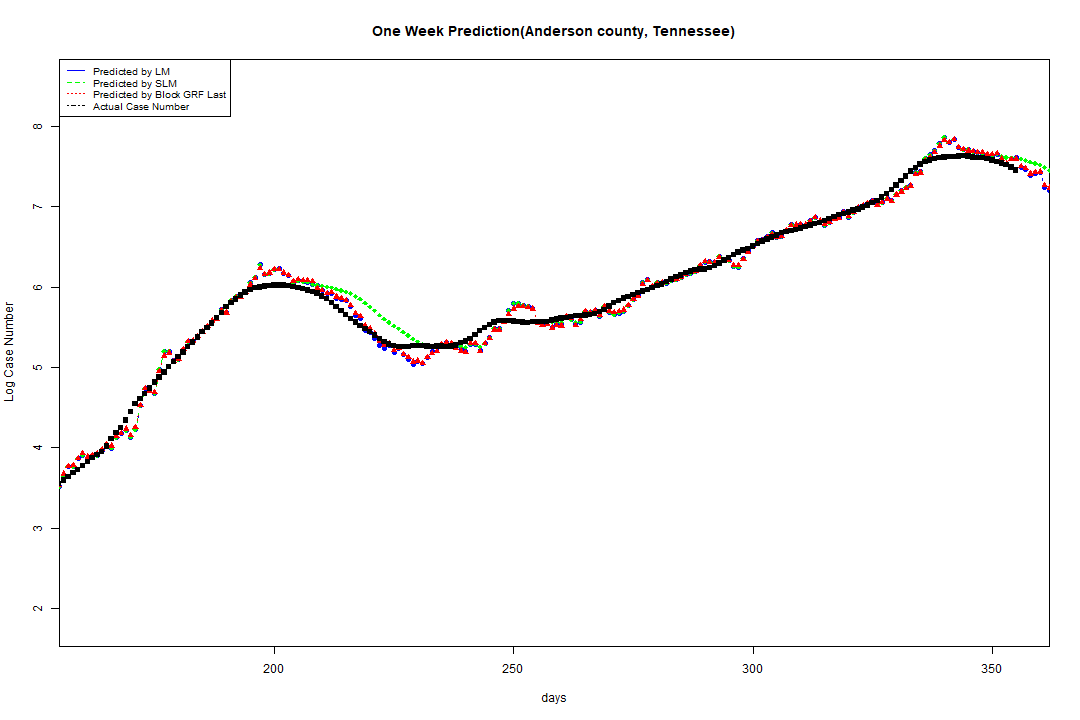 One Week Prediction(Anderson county, Tennessee)
Predicted by LM
Predicted by SLM
Predicted by Block GRF Last
Actual Case Number
8
7
6
5
4
3
2
Log Case Number
200 250 300 350
days